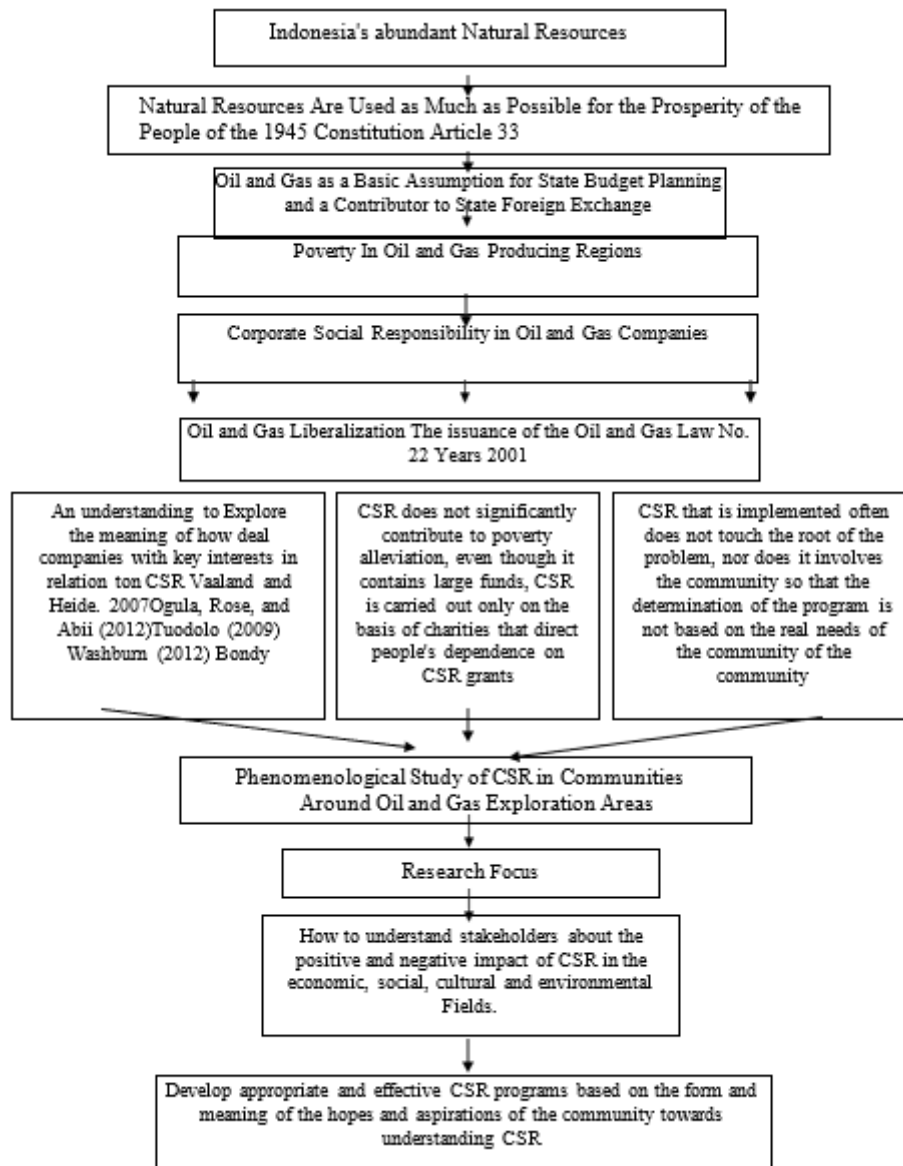 Indonesia's abundant Natural Resources
Natural Resources Are Used as Much as Possible for the Prosperity of the
People of the 1945 Constitution Article 33
Oil and Gas as a Basic Assumption for State Budget Planning
and a Contributor to State Foreign Exchange
Poverty In Oil and Gas Producing Regions
Corporate Social Responsibility in Oil and Gas Companies
Oil and Gas Liberalization The issuance of the Oil and Gas Law No.
22 Years 2001
An understanding to Explore
the meaning of how deal
companies with key interests in
relation ton CSR Vaaland and
Heide. 2007Ogula, Rose, and
Abii (2012)Tuodolo (2009)
Washburn (2012) Bondy
CSR does not significantly
contribute to poverty
alleviation, even though it
contains large funds, CSR
is carried out only on the
basis of charities that direct
people's dependence on
CSR grants
CSR that is implemented often
does not touch the root of the
problem, nor does it involves
the community so that the
determination of the program is
not based on the real needs of
the community of the
community
Phenomenological Study of CSR in Communities
Around Oil and Gas Exploration Areas
Research Focus
How to understand stakeholders about the
positive and negative impact of CSR in the
economic, social, cultural and environmental
Fields.
Develop appropriate and effective CSR programs based on the form and
meaning of the hopes and aspirations of the community towards
understanding CSR